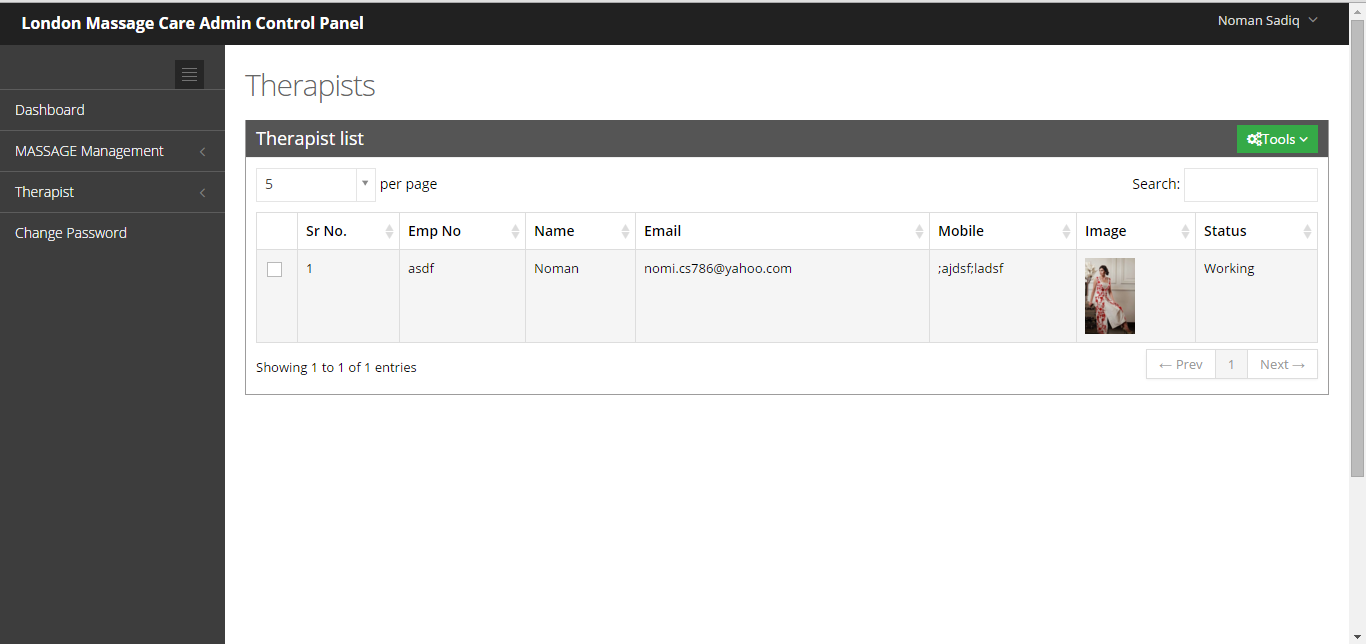 London Massage Care Admin Control Panel
Noman Sadiq
Dashboard
MASSAGE Management
Therapist
Change Password
Therapists
Therapist list
Tools
5 per page
Search:
Sr No. Emp No Name Email Mobile Image Status
1 asdf Noman nomi.cs786@yahoo.com ;ajdsf;ladsf Working
Showing 1 to 1 of 1 entries
← Prev 1 Next →